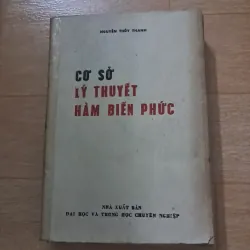 NGUYỄN THỦY THANH
CƠ SỞ
LÝ THUYẾT
HÀM BIẾN PHỨC
NHÀ XUẤT BẢN
ĐẠI HỌC VÀ TRUNG HỌC CHUYÊN NGHIỆP